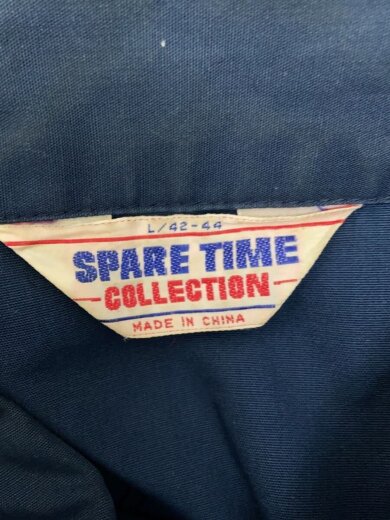 L/42-44
SPARE TIME
COLLECTION
MADE IN CHINA